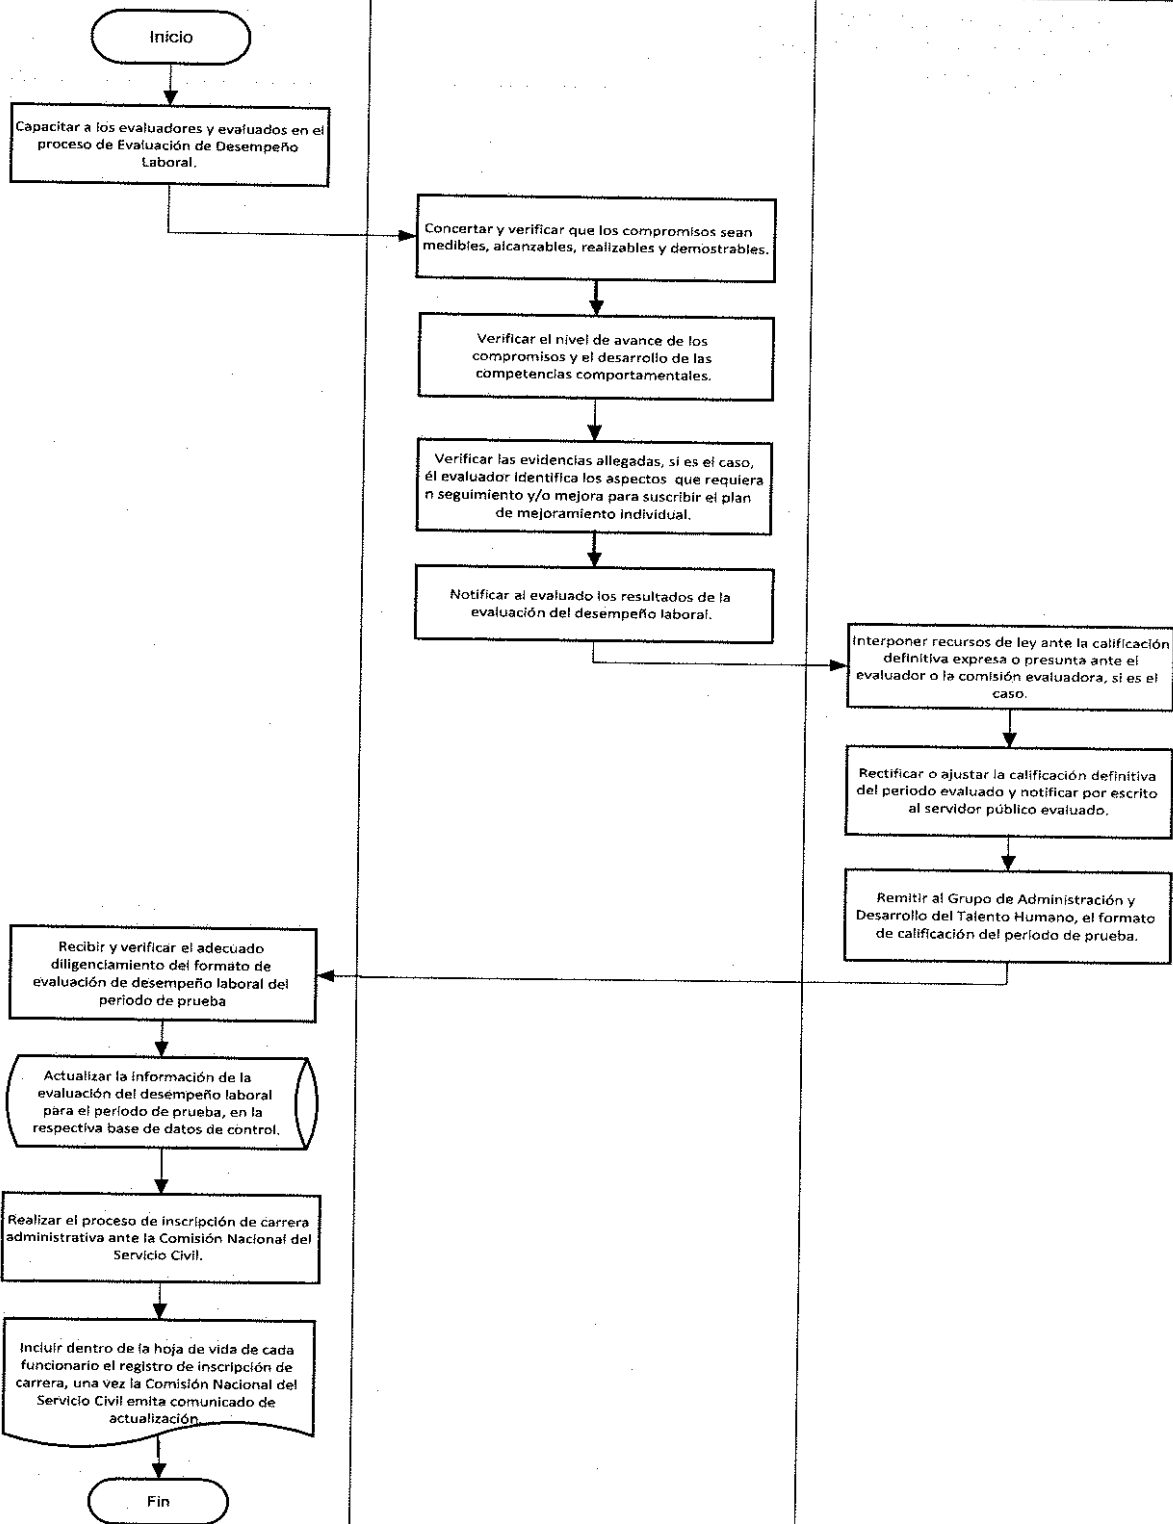 Inicio
Capacitar a los evaluadores y evaluados en el
proceso de Evaluación de Desempeño
Laboral.
Concertar y verificar que los compromisos sean
medibles, alcanzables, realizables y demostrables.
Verificar el nivel de avance de los
compromisos y el desarrollo de las
competencias comportamentales.
Verificar las evidencias allegadas, si es el caso,
él evaluador identifica los aspectos que requiera
n seguimiento y/o mejora para suscribir el plan
de mejoramiento individual.
Notificar al evaluado los resultados de la
evaluación del desempeño laboral.
Interponer recursos de ley ante la calificación
definitiva expresa o presunta ante el
evaluador o la comisión evaluadora, si es el
caso.
Rectificar o ajustar la calificación definitiva
del periodo evaluado y notificar por escrito
al servidor público evaluado.
Remitir al Grupo de Administración y
Desarrollo del Talento Humano, el formato
de calificación del periodo de prueba.
Recibir y verificar el adecuado
diligenciamiento del formato de
evaluación de desempeño laboral del
periodo de prueba
Actualizar la información de la
evaluación del desempeño laboral
para el período de prueba, en la
respectiva base de datos de control.
Realizar el proceso de inscripción de carrera
administrativa ante la Comisión Nacional del
Servicio Civil.
Incluir dentro de la hoja de vida de cada
funcionario el registro de inscripción de
carrera, una vez la Comisión Nacional del
Servicio Civil emita comunicado de
actualización.
Fin